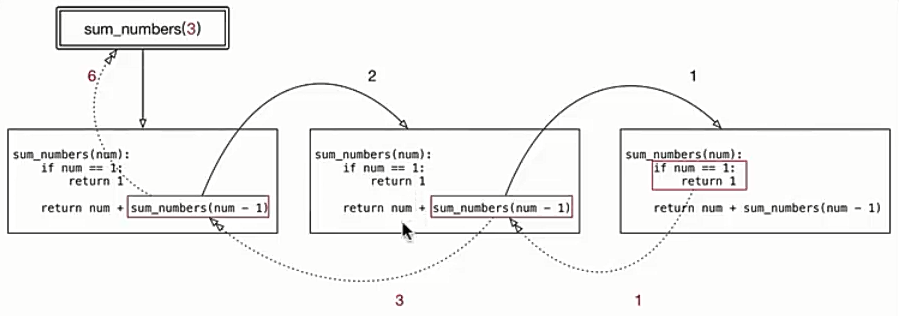 sum_numbers(3)
6
2
1
sum_numbers(num):
if num == 1:
return 1
return num + sum_numbers(num - 1)
sum_numbers(num):
if num == 1:
return 1
return num + sum_numbers(num - 1)
sum_numbers(num):
if num == 1:
return 1
return num + sum_numbers(num - 1)
3
1